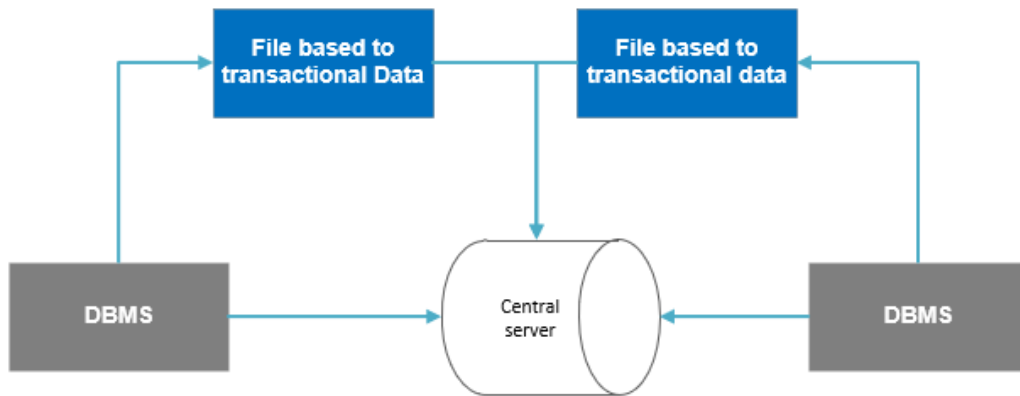 File based to
transactional Data
File based to
transactional data
DBMS
Central
server
DBMS